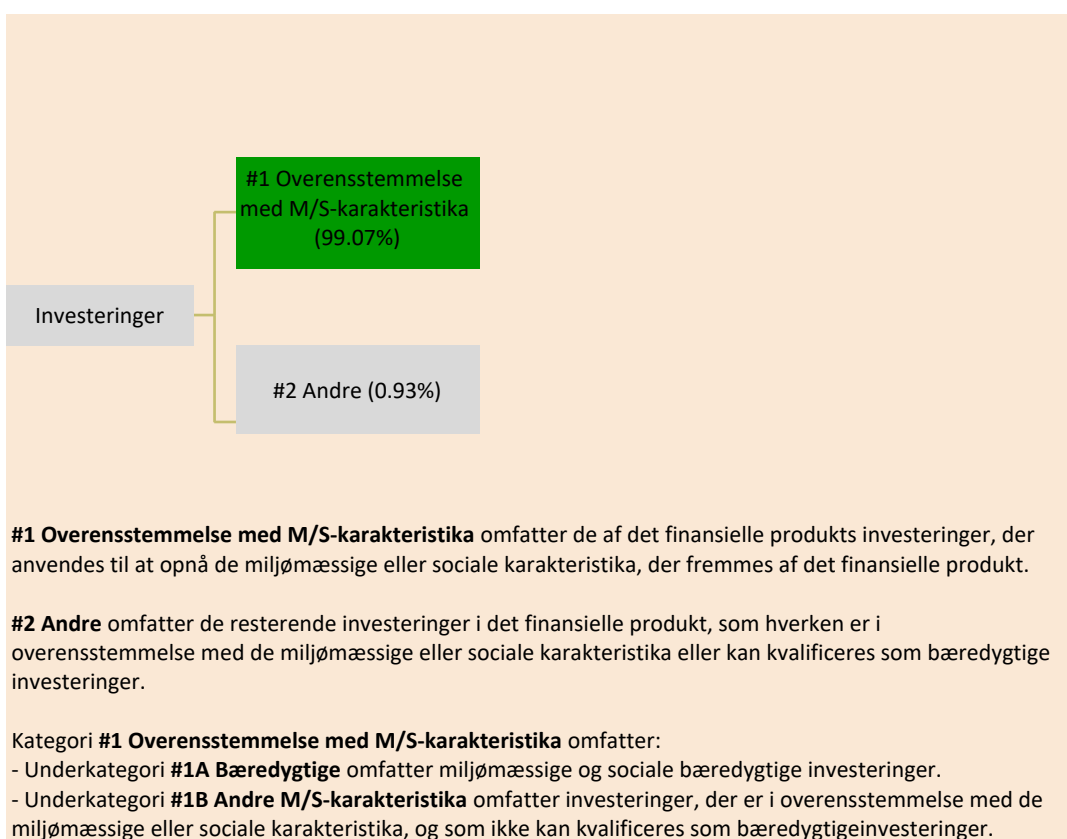 #1 Overensstemmelse
med M/S-karakteristika
(99.07%)
Investeringer
#2 Andre (0.93%)
#1 Overensstemmelse med M/S-karakteristika omfatter de af det finansielle produkts investeringer, der
anvendes til at opnå de miljømæssige eller sociale karakteristika, der fremmes af det finansielle produkt.
#2 Andre omfatter de resterende investeringer i det finansielle produkt, som hverken er i
overensstemmelse med de miljømæssige eller sociale karakteristika eller kan kvalificeres som bæredygtige
investeringer.
Kategori #1 Overensstemmelse med M/S-karakteristika omfatter:
- Underkategori #1A Bæredygtige omfatter miljømæssige og sociale bæredygtige investeringer.
- Underkategori #1B Andre M/S-karakteristika omfatter investeringer, der er i overensstemmelse med de
miljømæssige eller sociale karakteristika, og som ikke kan kvalificeres som bæredygtigeinvesteringer.